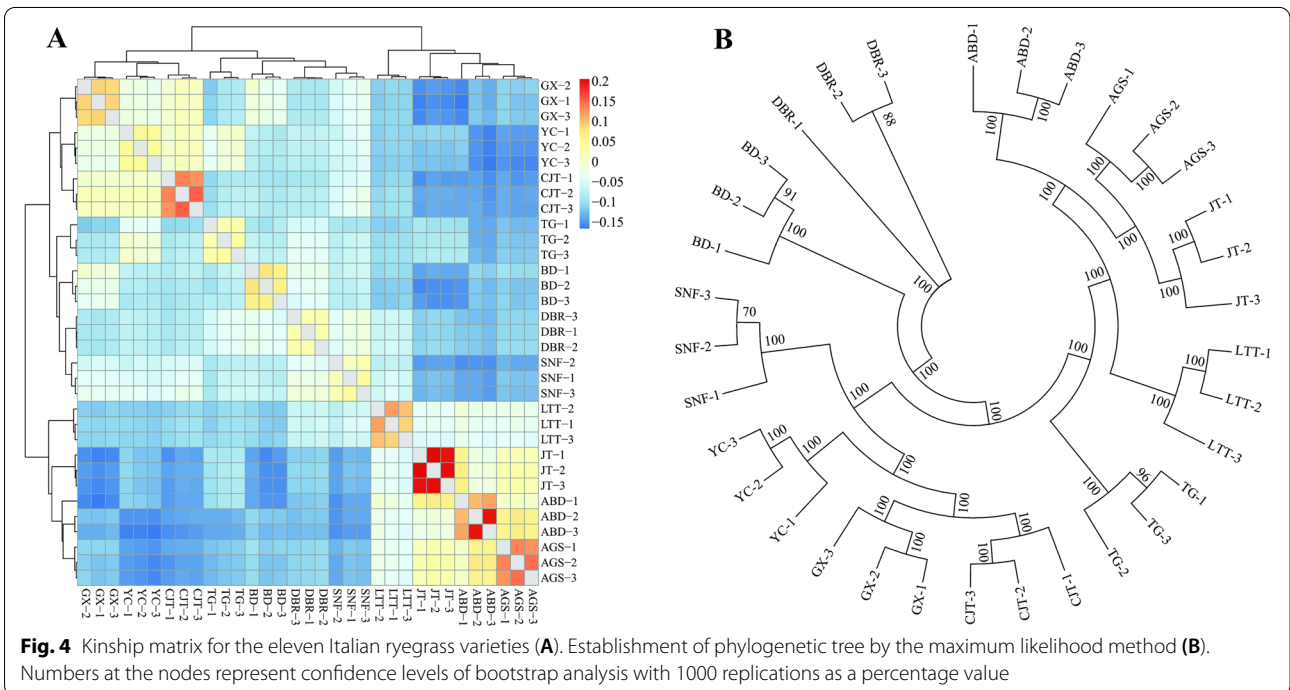 A
GX-2
GX-1
GX-3
YC-1
YC-2
YC-3
CJT-1
CJT-2
CJT-3
TG-1
TG-2
TG-3
BD-1
BD-2
BD-3
DBR-3
DBR-1
DBR-2
SNF-2
SNF-1
SNF-3
LTT-2
LTT-1
LTT-3
JT-1
JT-2
JT-3
ABD-1
ABD-2
ABD-3
AGS-1
AGS-2
AGS-3
0.2
0.15
0.1
0.05
0
−0.05
−0.1
−0.15
GX-2
GX-1
GX-3
YC-1
YC-2
YC-3
CJT-1
CJT-2
CJT-3
TG-1
TG-2
TG-3
BD-1
BD-2
BD-3
DBR-3
DBR-1
DBR-2
SNF-2
SNF-1
SNF-3
LTT-2
LTT-1
LTT-3
JT-1
JT-2
JT-3
ABD-1
ABD-2
ABD-3
AGS-1
AGS-2
AGS-3
B
ABD-1
ABD-2
ABD-3
100
100
AGS-1
AGS-2
AGS-3
100
100
JT-1
JT-2
JT-3
100
100
100
100
LTT-1
LTT-2
LTT-3
100
100
100
TG-1
TG-3
TG-2
96
100
100
CJT-1
CJT-2
CJT-3
100
100
GX-1
GX-2
GX-3
100
100
100
YC-1
YC-2
YC-3
100
100
100
SNF-1
SNF-2
SNF-3
70
100
100
100
BD-1
BD-2
BD-3
91
100
100
DBR-1
DBR-2
DBR-3
88
100
Fig. 4 Kinship matrix for the eleven Italian ryegrass varieties (A). Establishment of phylogenetic tree by the maximum likelihood method (B).
Numbers at the nodes represent confidence levels of bootstrap analysis with 1000 replications as a percentage value